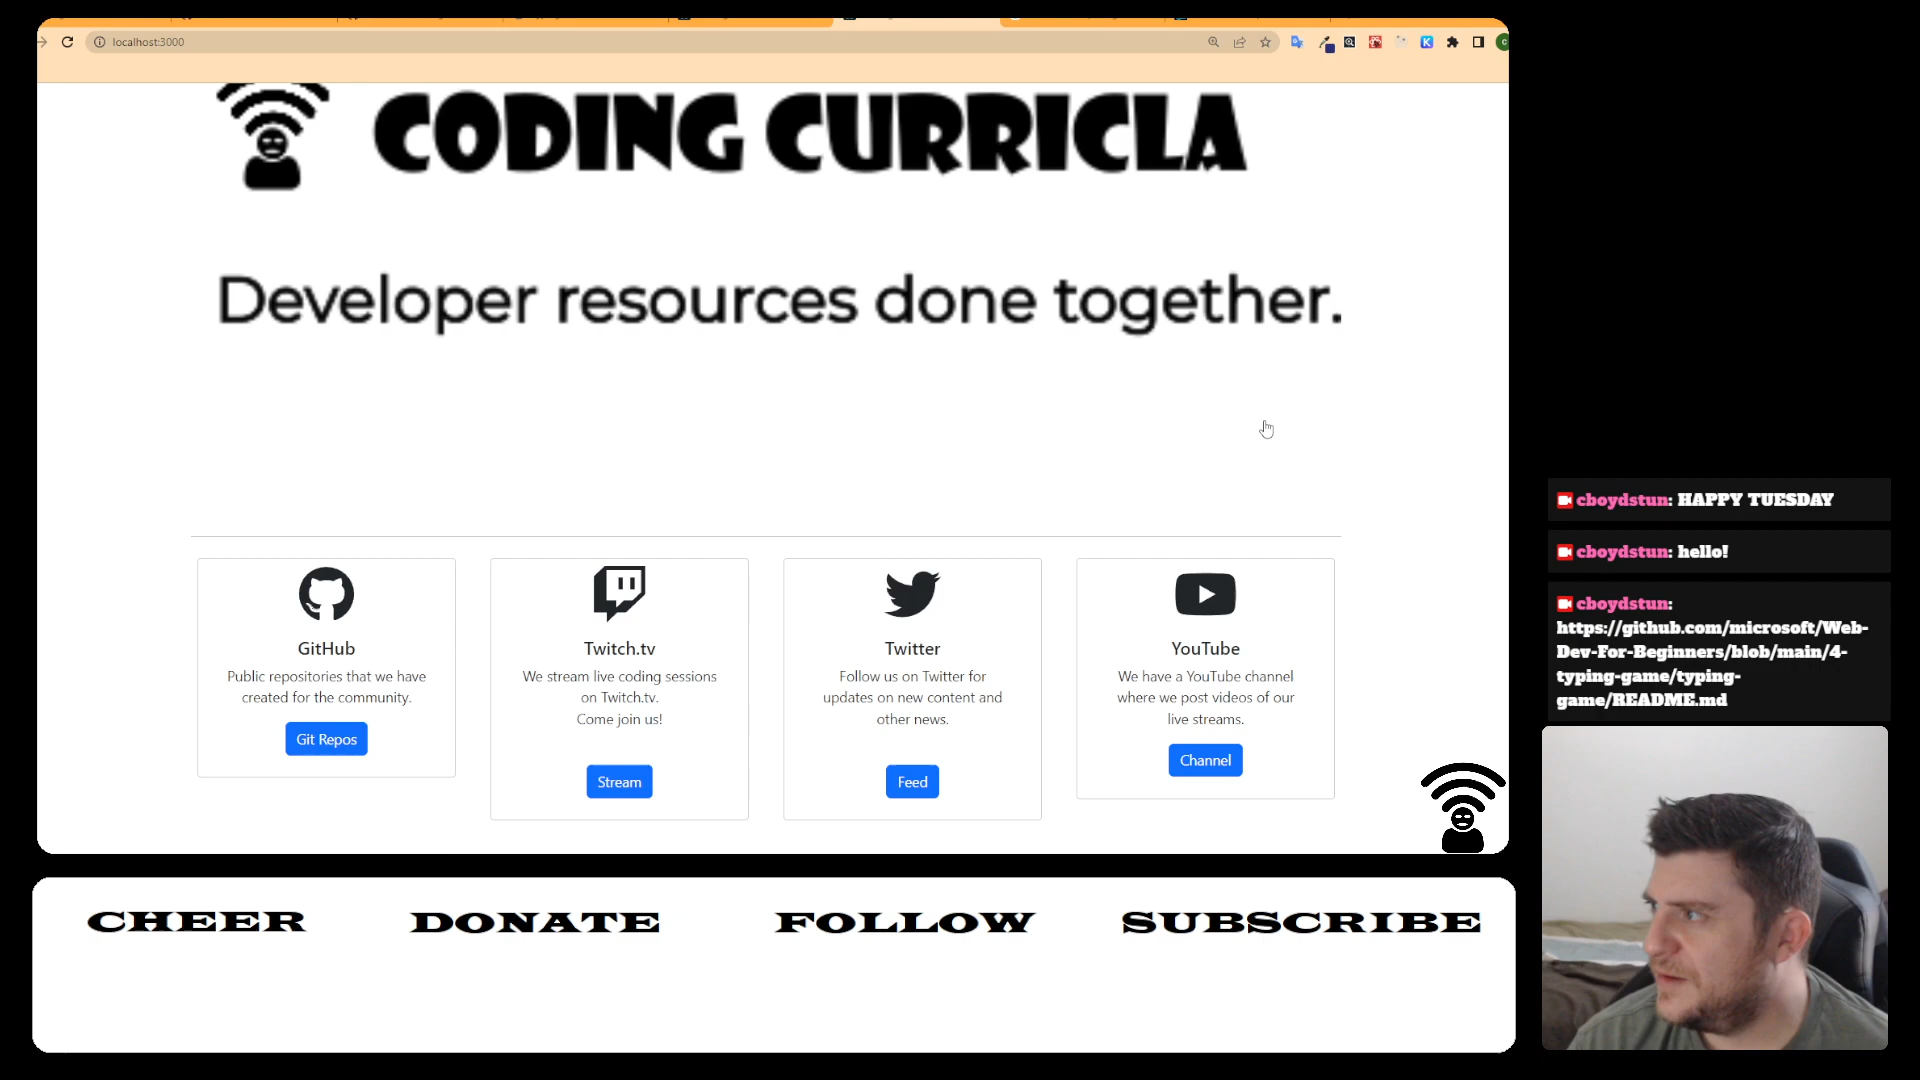 localhost:3000
CODING CURRICLA
Developer resources done together.
GitHub
Public repositories that we have
created for the community.
Git Repos
Twitch.tv
We stream live coding sessions
on Twitch.tv.
Come join us!
Stream
Twitter
Follow us on Twitter for
updates on new content and
other news.
Feed
YouTube
We have a YouTube channel
where we post videos of our
live streams.
Channel
cboydstun: HAPPY TUESDAY
cboydstun: hello!
cboydstun:
https://github.com/microsoft/Web-
Dev-For-Beginners/blob/main/4-
typing-game/typing-
game/README.md
CHEER
DONATE
FOLLOW
SUBSCRIBE